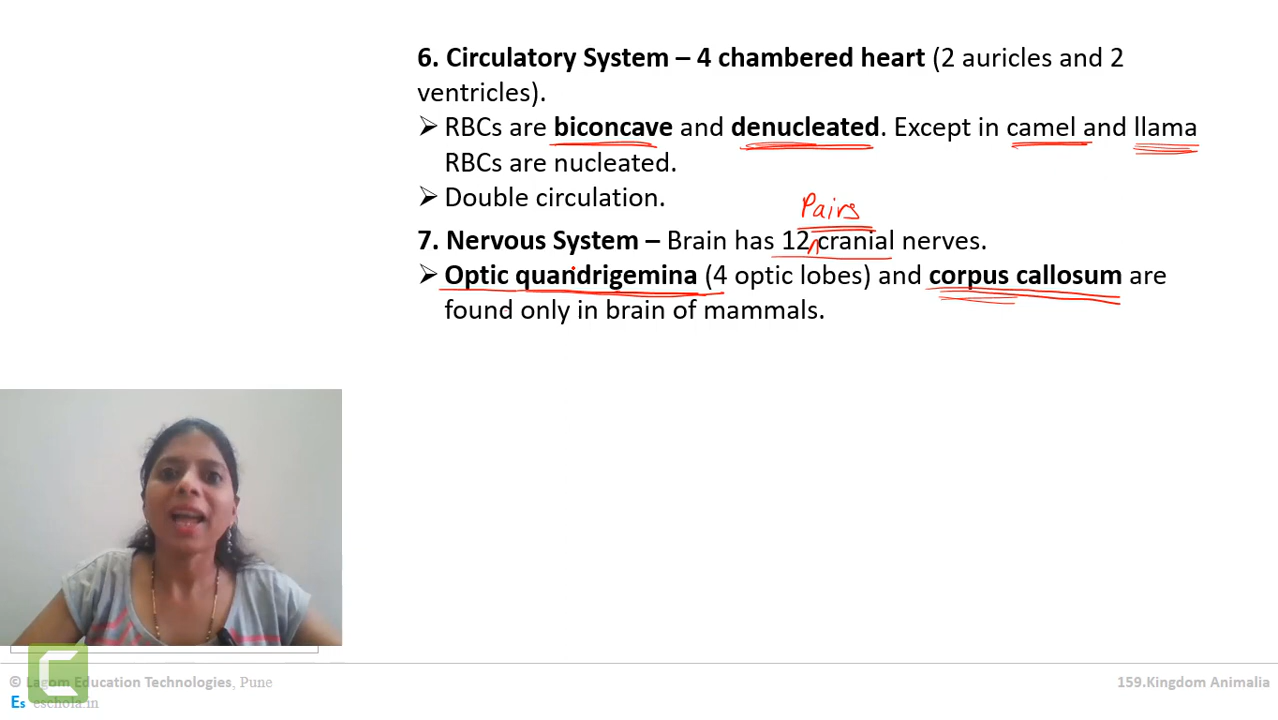 6. Circulatory System – 4 chambered heart (2 auricles and 2
ventricles).
➢ RBCs are biconcave and denucleated. Except in camel and llama
RBCs are nucleated.
➢ Double circulation.
Pairs
7. Nervous System – Brain has 12 cranial nerves.
➢ Optic quandrigemina (4 optic lobes) and corpus callosum are
found only in brain of mammals.
© Lagom Education Technologies, Pune
159.Kingdom Animalia
Es eschola.in